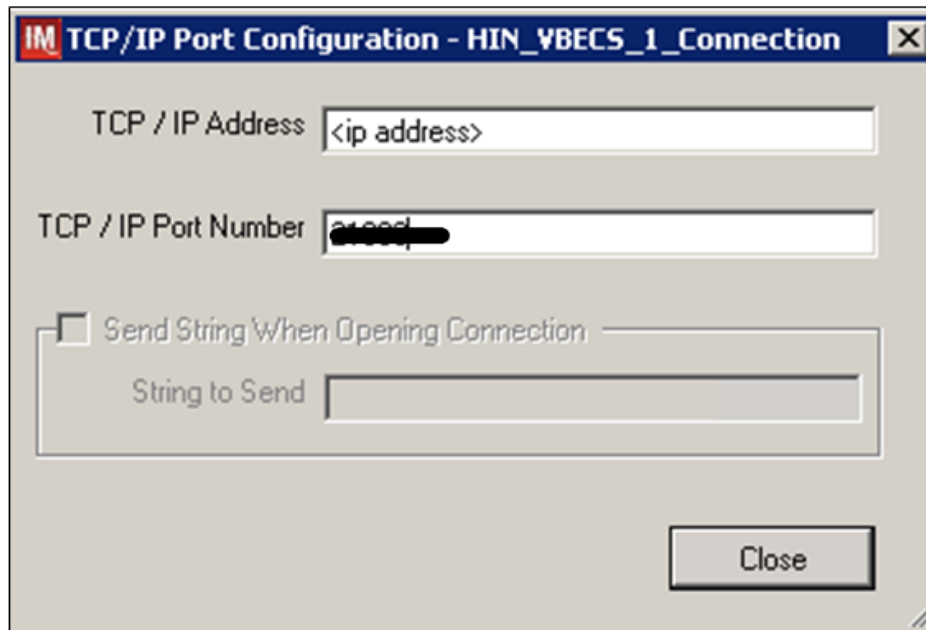 IM TCP/IP Port Configuration - HIN_VBECS_1_Connection
TCP / IP Address <ip address>
TCP / IP Port Number
Send String When Opening Connection
String to Send
Close